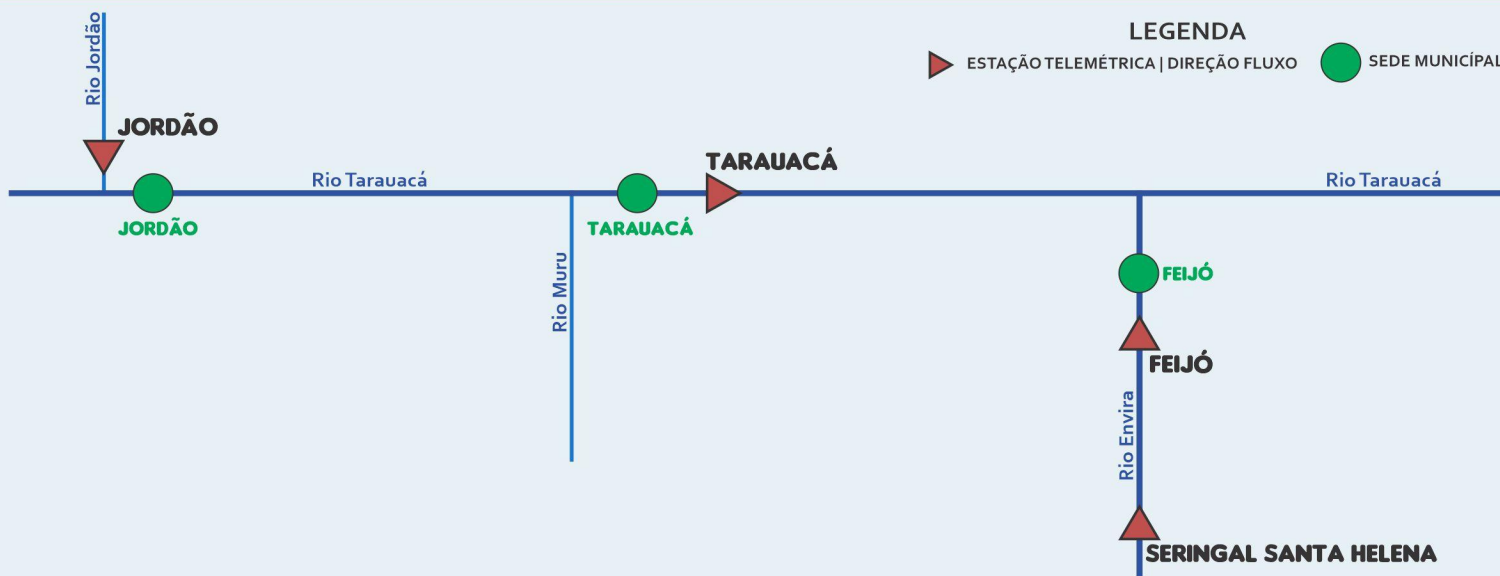 LEGENDA
ESTAÇÃO TELEMÉTRICA | DIREÇÃO FLUXO
SEDE MUNICÍPAL
Rio Jordão
JORDÃO
JORDÃO
Rio Tarauacá
TARAUACÁ
TARAUACÁ
Rio Tarauacá
Rio Muru
FEIJÓ
FEIJÓ
Rio Envira
SERINGAL SANTA HELENA